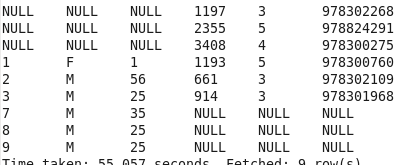 NULL NULL NULL 1197 3 978302268
NULL NULL NULL 2355 5 978824291
NULL NULL NULL 3408 4 978300275
1 F 1 1193 5 978300760
2 M 56 661 3 978302109
3 M 25 914 3 978301968
7 M 35 NULL NULL NULL
8 M 25 NULL NULL NULL
9 M 25 NULL NULL NULL
Time taken: 55.057 seconds, Fetched: 9 row(s)